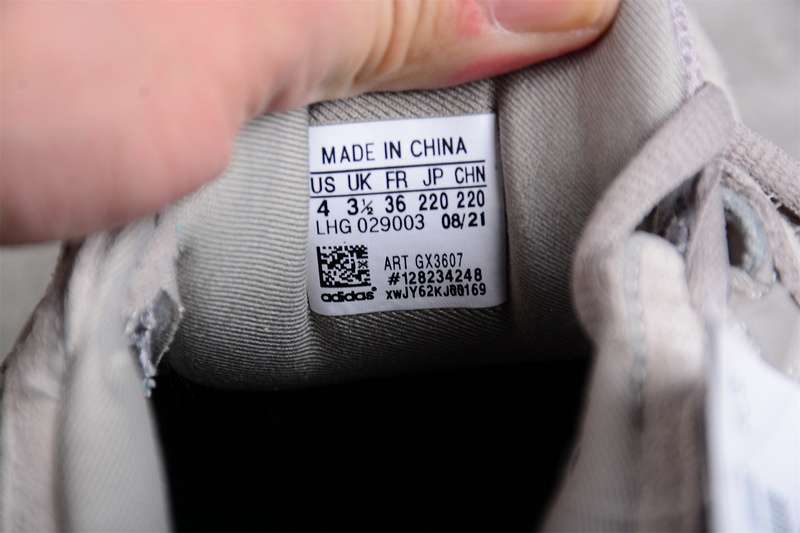 MADE IN CHINA
US UK FR JP CHN
4 3½ 36 220 220
LHG 029003 08/21
ART GX3607
#128234248
adidas® xwJY62KJ00169